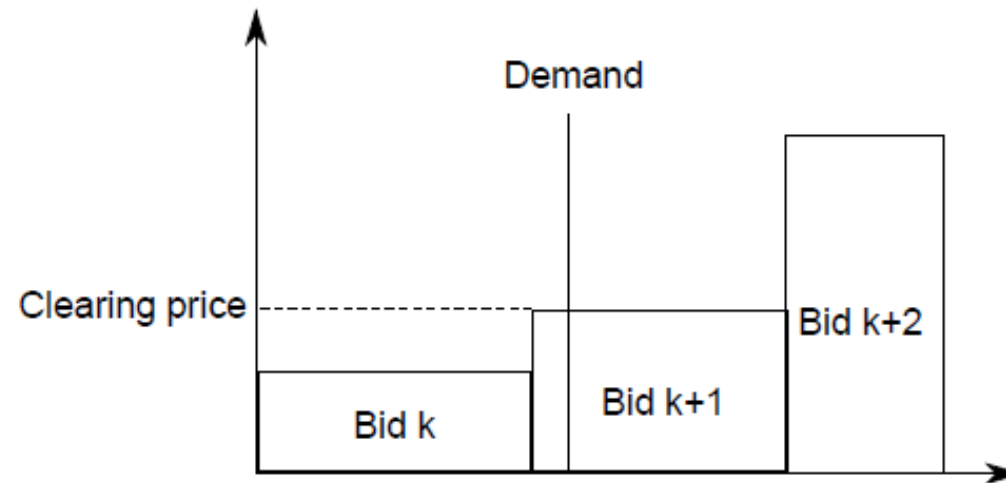 Demand
Clearing price
Bid k+2
Bid k+1
Bid k